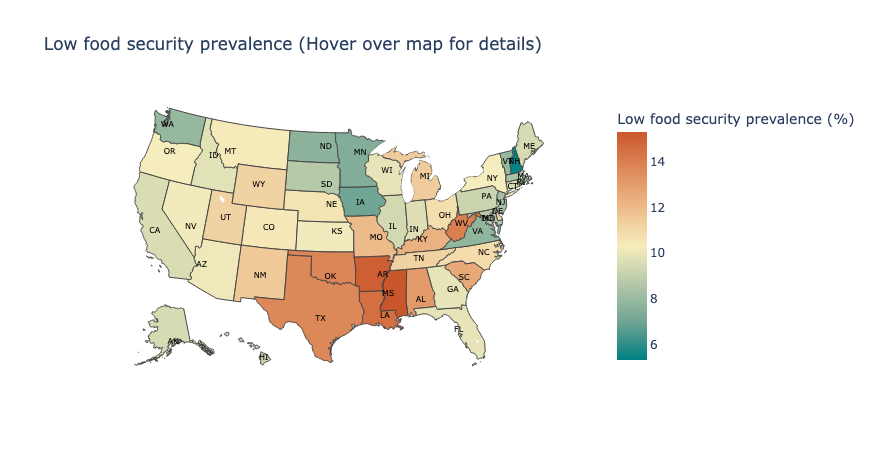 Low food security prevalence (Hover over map for details)
Low food security prevalence (%)
WA
ND
MN
ME
OR
ID
MT
VT
NH
WI
MI
NY
MA
SD
WY
CT
PA
IA
NE
NJ
OH
DE
UT
IL
IN
NV
CO
WV
VA
CA
KS
MO
KY
NC
TN
AZ
NM
OK
AR
SC
MS
GA
AL
LA
TX
FL
HI
14
12
10
8
6